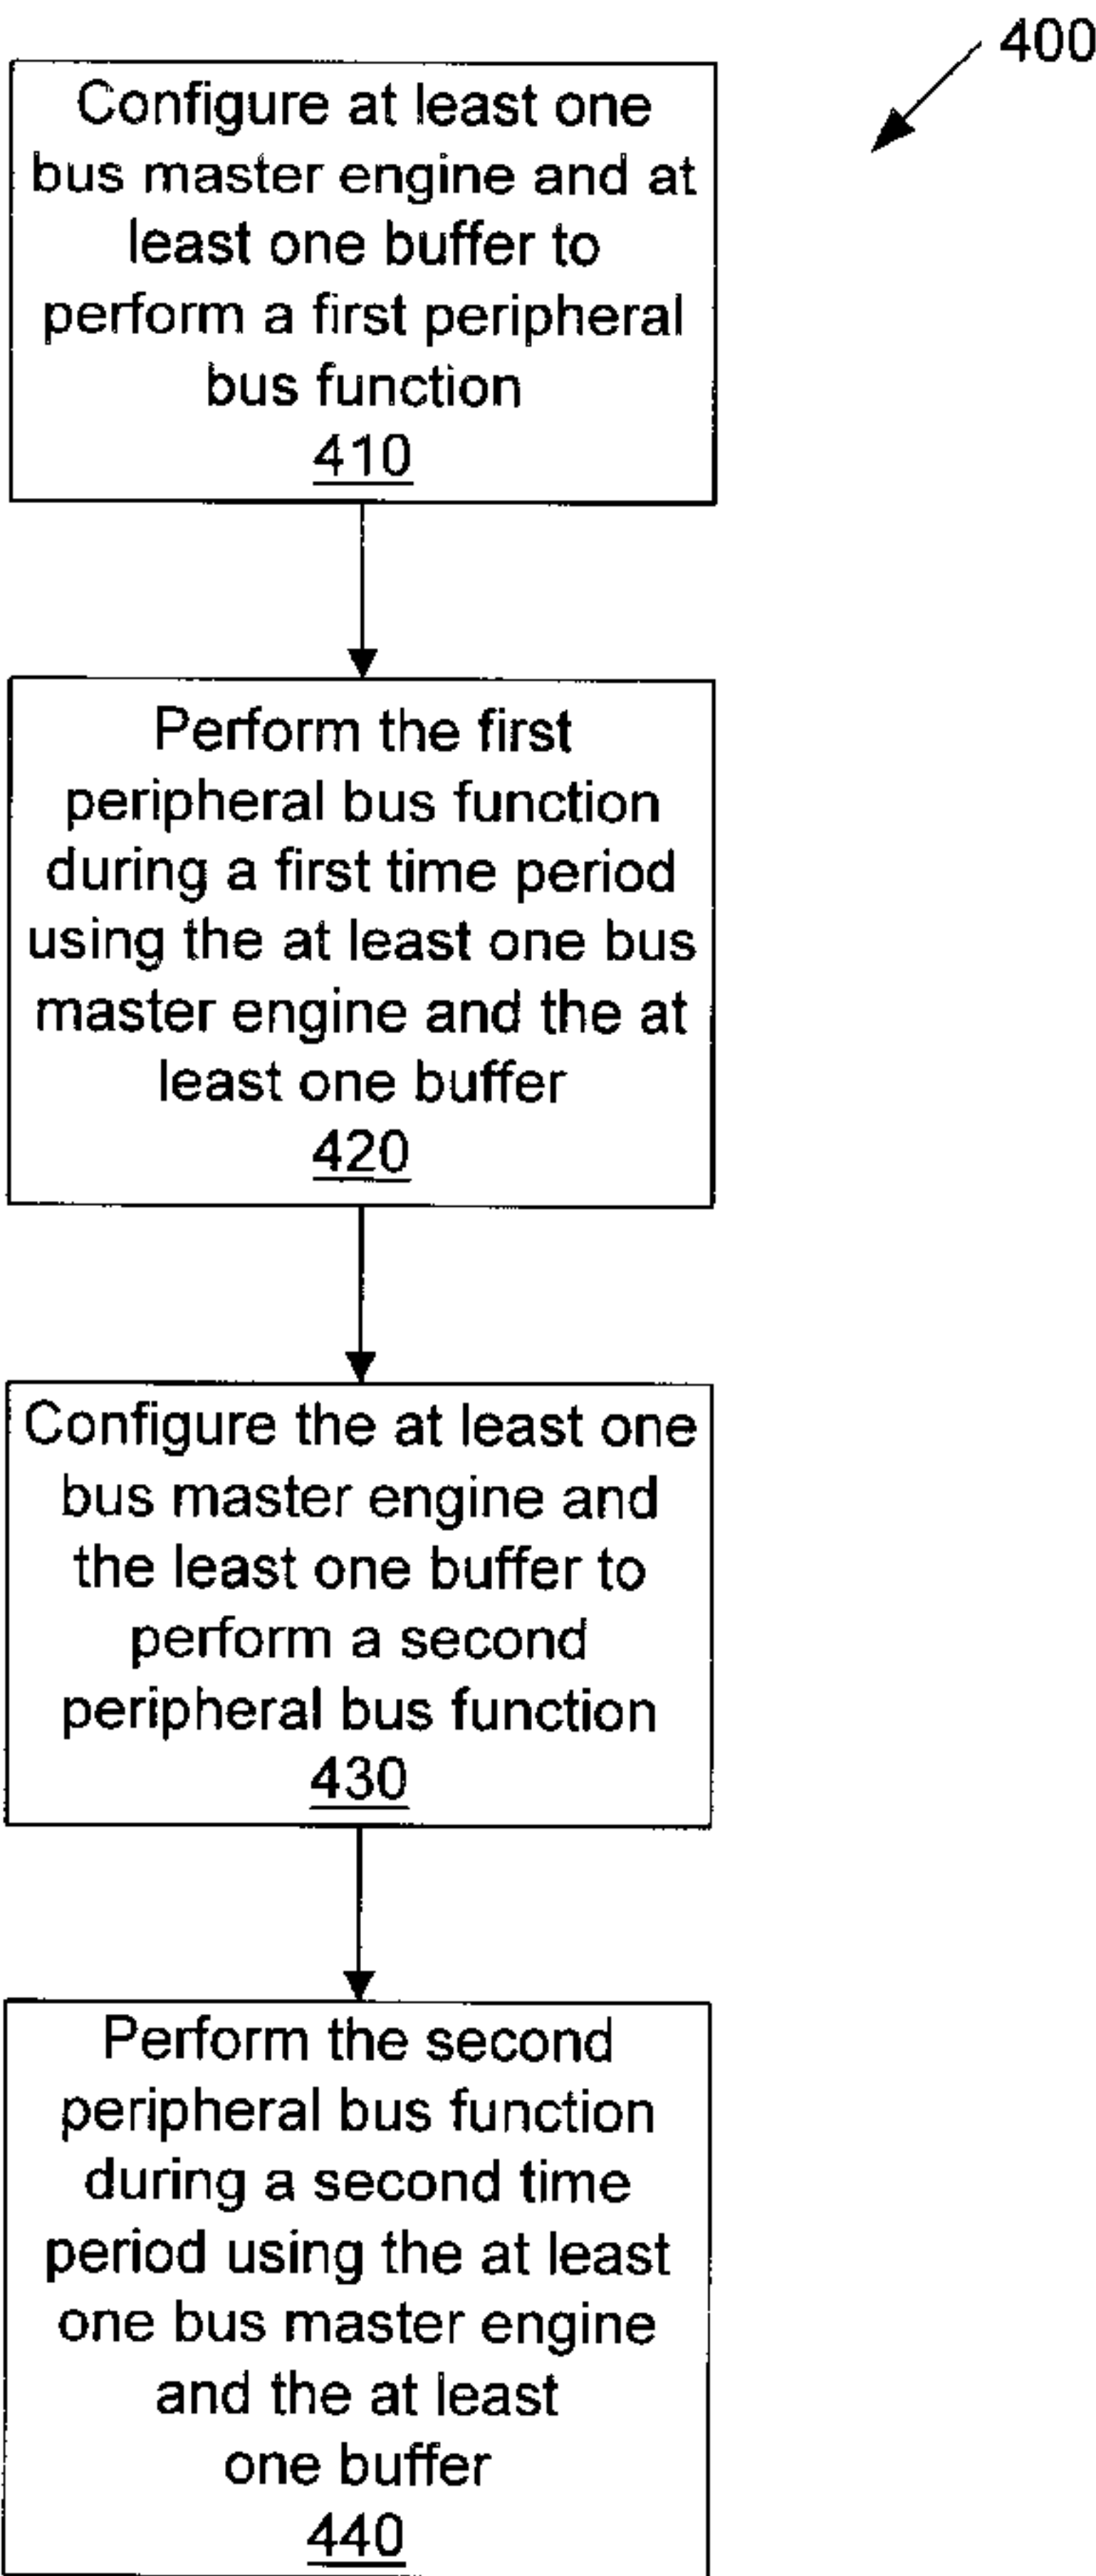 400
Configure at least one
bus master engine and at
least one buffer to
perform a first peripheral
bus function
410
Perform the first
peripheral bus function
during a first time period
using the at least one bus
master engine and the at
least one buffer
420
Configure the at least one
bus master engine and
the least one buffer to
perform a second
peripheral bus function
430
Perform the second
peripheral bus function
during a second time
period using the at least
one bus master engine
and the at least
one buffer
440